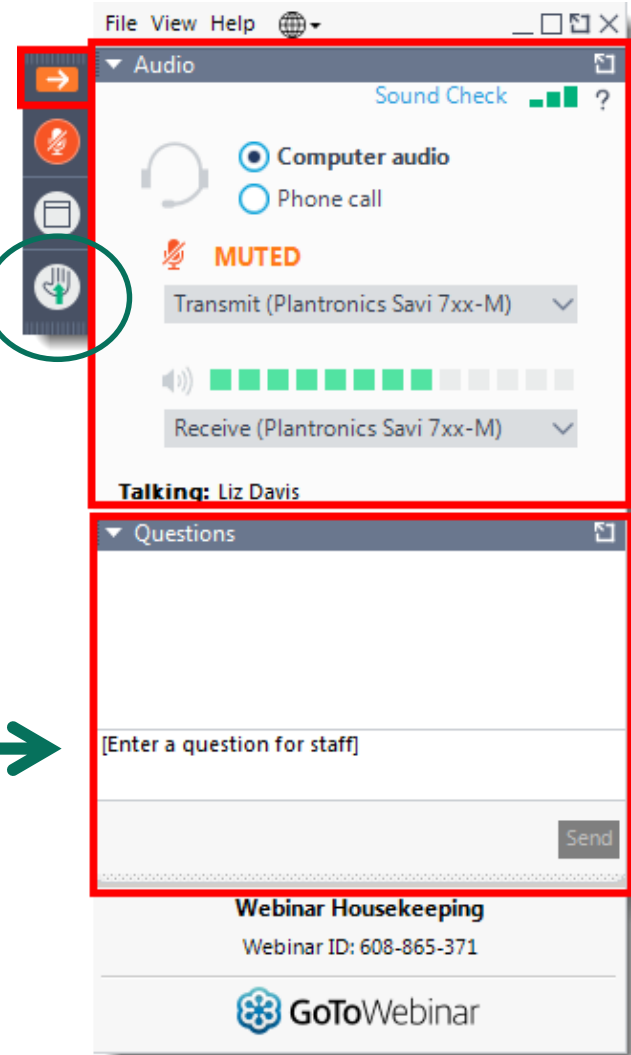 File View Help
Audio
Sound Check ?
Computer audio
Phone call
MUTED
Transmit (Plantronics Savi 7xx-M)
Receive (Plantronics Savi 7xx-M)
Talking: Liz Davis
Questions
[Enter a question for staff]
Send
Webinar Housekeeping
Webinar ID: 608-865-371
GoToWebinar